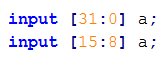 input [31:0] a;
input [15:8] a;